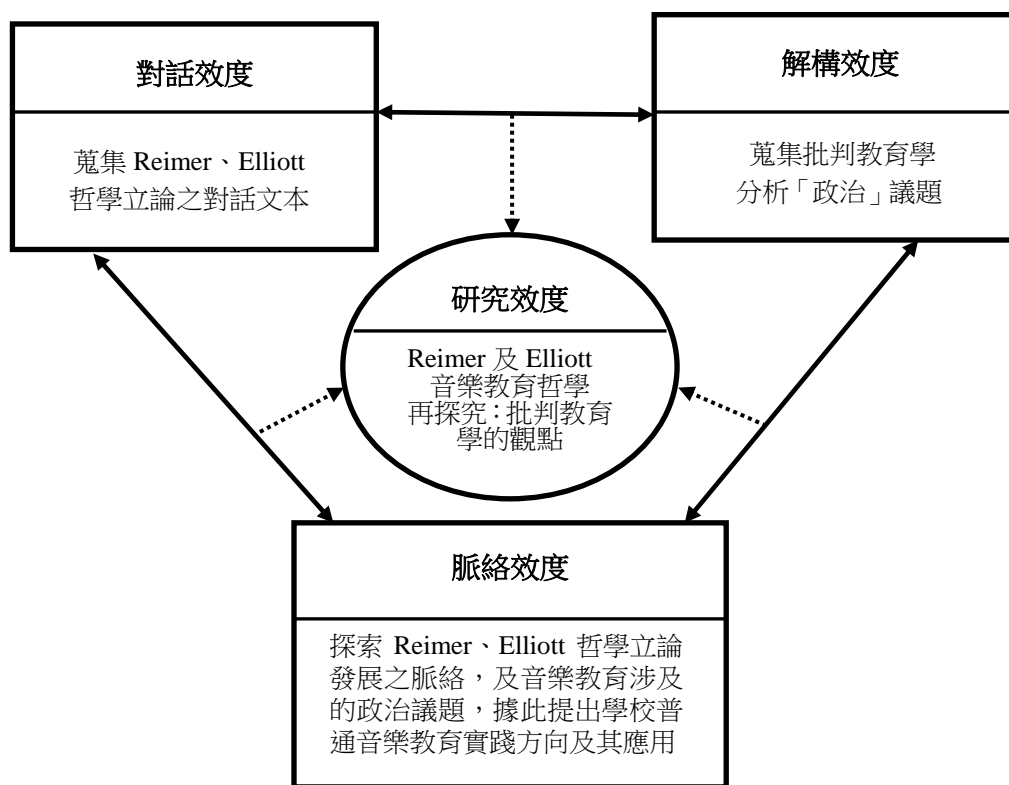 對話效度
蒐集 Reimer、Elliott
哲學立論之對話文本
解構效度
蒐集批判教育學
分析「政治」議題
研究效度
Reimer 及 Elliott
音樂教育哲學
再探究：批判教育
學的觀點
脈絡效度
探索 Reimer、Elliott 哲學立論
發展之脈絡，及音樂教育涉及
的政治議題，據此提出學校普
通音樂教育實踐方向及其應用